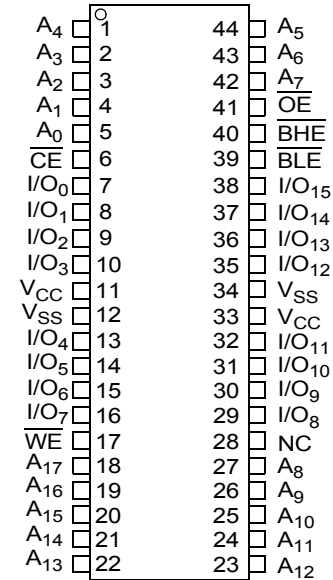 A4 1 44 A5
A3 2 43 A6
A2 3 42 A7
A1 4 41 OE
A0 5 40 BHE
CE 6 39 BLE
I/O0 7 38 I/O15
I/O1 8 37 I/O14
I/O2 9 36 I/O13
I/O3 10 35 I/O12
VCC 11 34 VSS
VSS 12 33 VCC
I/O4 13 32 I/O11
I/O5 14 31 I/O10
I/O6 15 30 I/O9
I/O7 16 29 I/O8
WE 17 28 NC
A17 18 27 A8
A16 19 26 A9
A15 20 25 A10
A14 21 24 A11
A13 22 23 A12